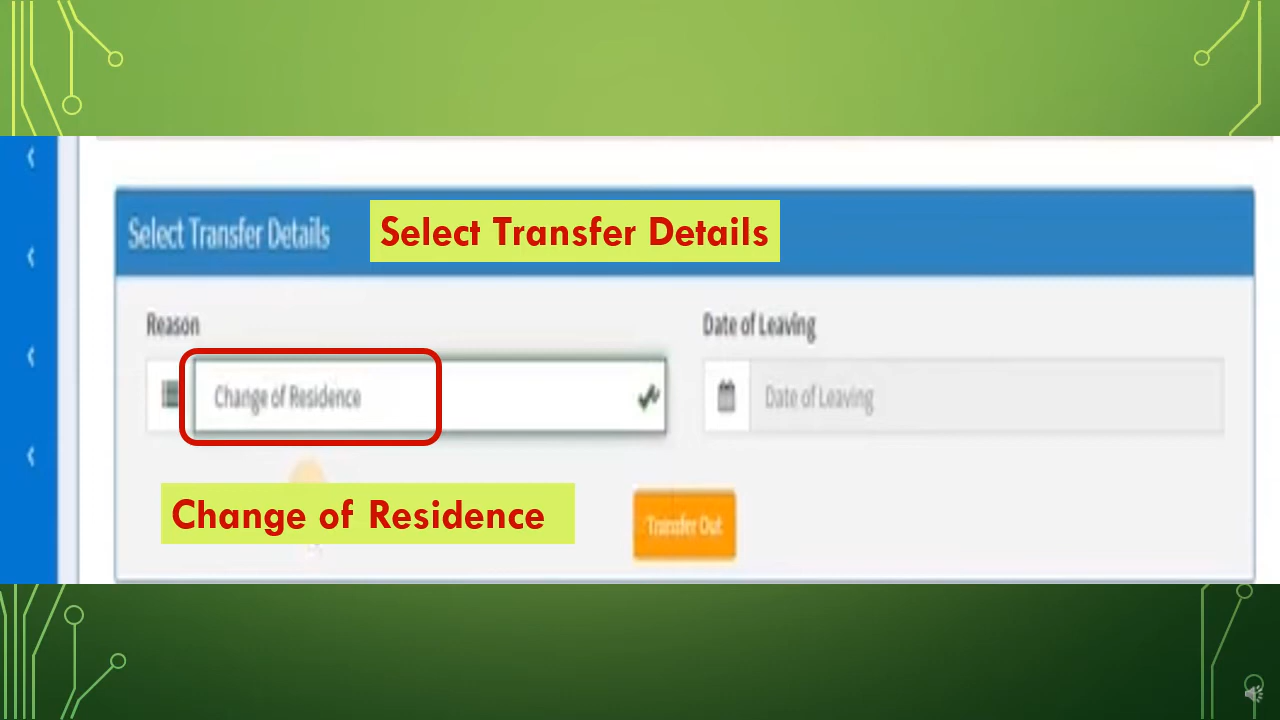 Select Transfer Details
Select Transfer Details
Reason
Date of Leaving
Change of Residence
Date of Leaving
Change of Residence
Transfer Out